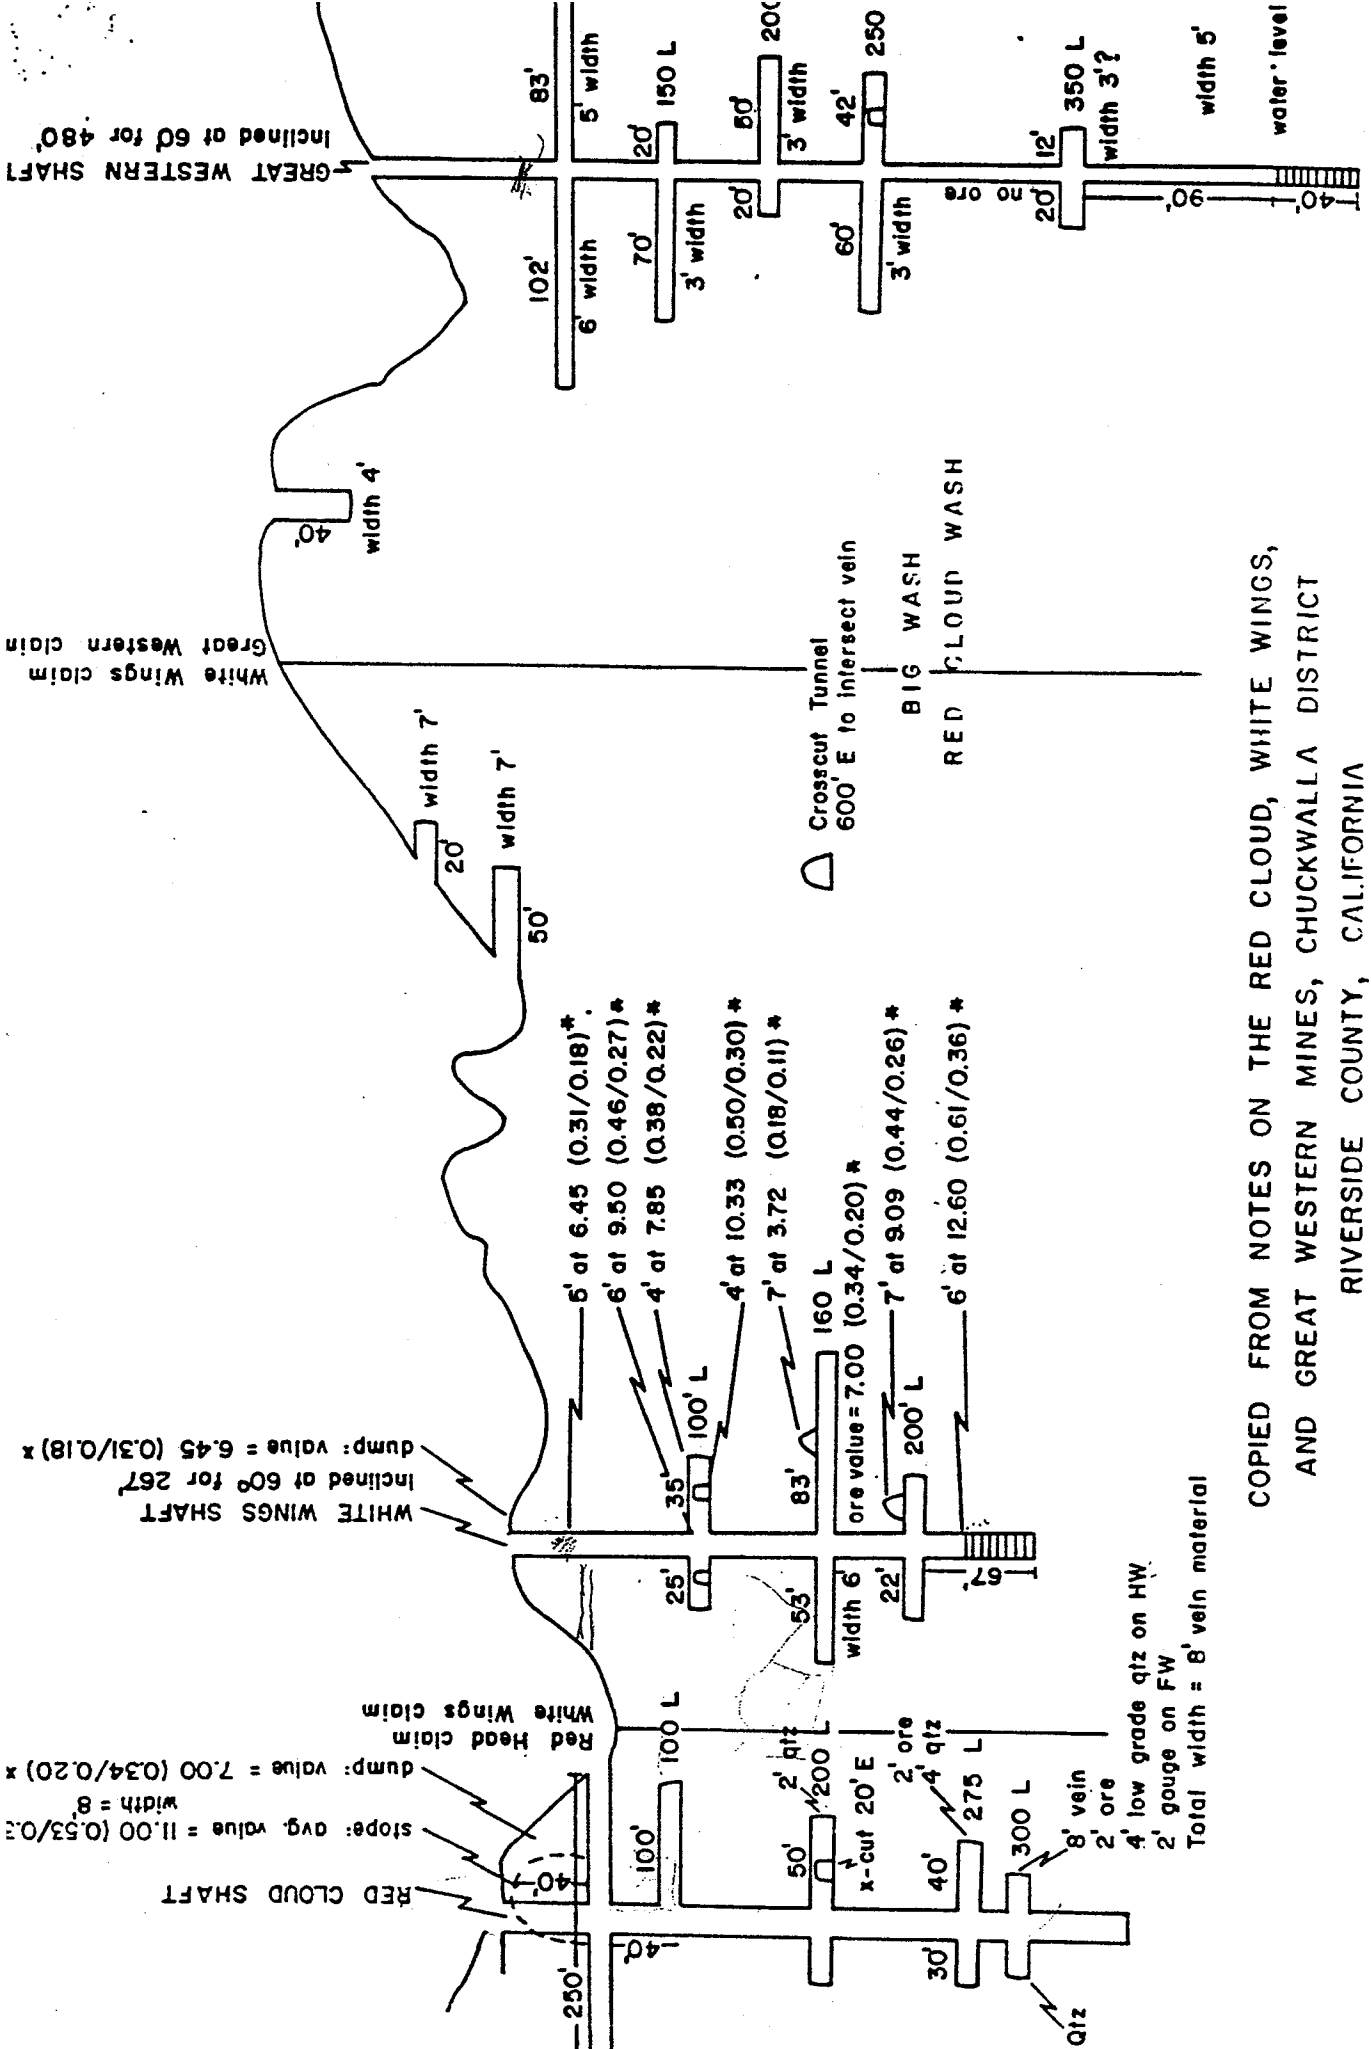 GREAT WESTERN SHAFT
Inclined at 60 for 480'
83'
5' width
102'
6' width
20'
150 L
70'
3' width
50'
3' width
20'
42'
250
60'
3' width
no ore
12'
350 L
width 3'?
20'
90'
width 5'
water level
40'
40'
width 4'
White Wings claim
Great Western claim
width 7'
20'
width 7'
50'
Crosscut Tunnel
600' E to intersect vein
BIG WASH
RED CLOUD WASH
WHITE WINGS SHAFT
Inclined at 60° for 267'
dump: value = 6.45 (0.31/0.18) *
5' at 6.45 (0.31/0.18)*
6' at 9.50 (0.46/0.27)*
4' at 7.85 (0.38/0.22)*
35'
100' L
25'
4' at 10.33 (0.50/0.30)*
7' at 3.72 (0.18/0.11)*
83'
160 L
53'
width 6'
ore value = 7.00 (0.34/0.20)*
7' at 9.09 (0.44/0.26)*
200' L
22'
67'
6' at 12.60 (0.61/0.36)*
Red Head claim
White Wings claim
RED CLOUD SHAFT
stope: avg. value = 11.00 (0.53/0.3
width = 8'
dump: value = 7.00 (0.34/0.20) *
40'
250'
40'
100'
100 L
50'
2' qtz
200 L
x-cut 20' E
2' ore
4' qtz
40'
275 L
30'
300 L
8' vein
2' ore
4' low grade qtz on HW
2' gouge on FW
Total width = 8' vein material
Qtz
COPIED FROM NOTES ON THE RED CLOUD, WHITE WINGS,
AND GREAT WESTERN MINES, CHUCKWALLA DISTRICT
RIVERSIDE COUNTY, CALIFORNIA